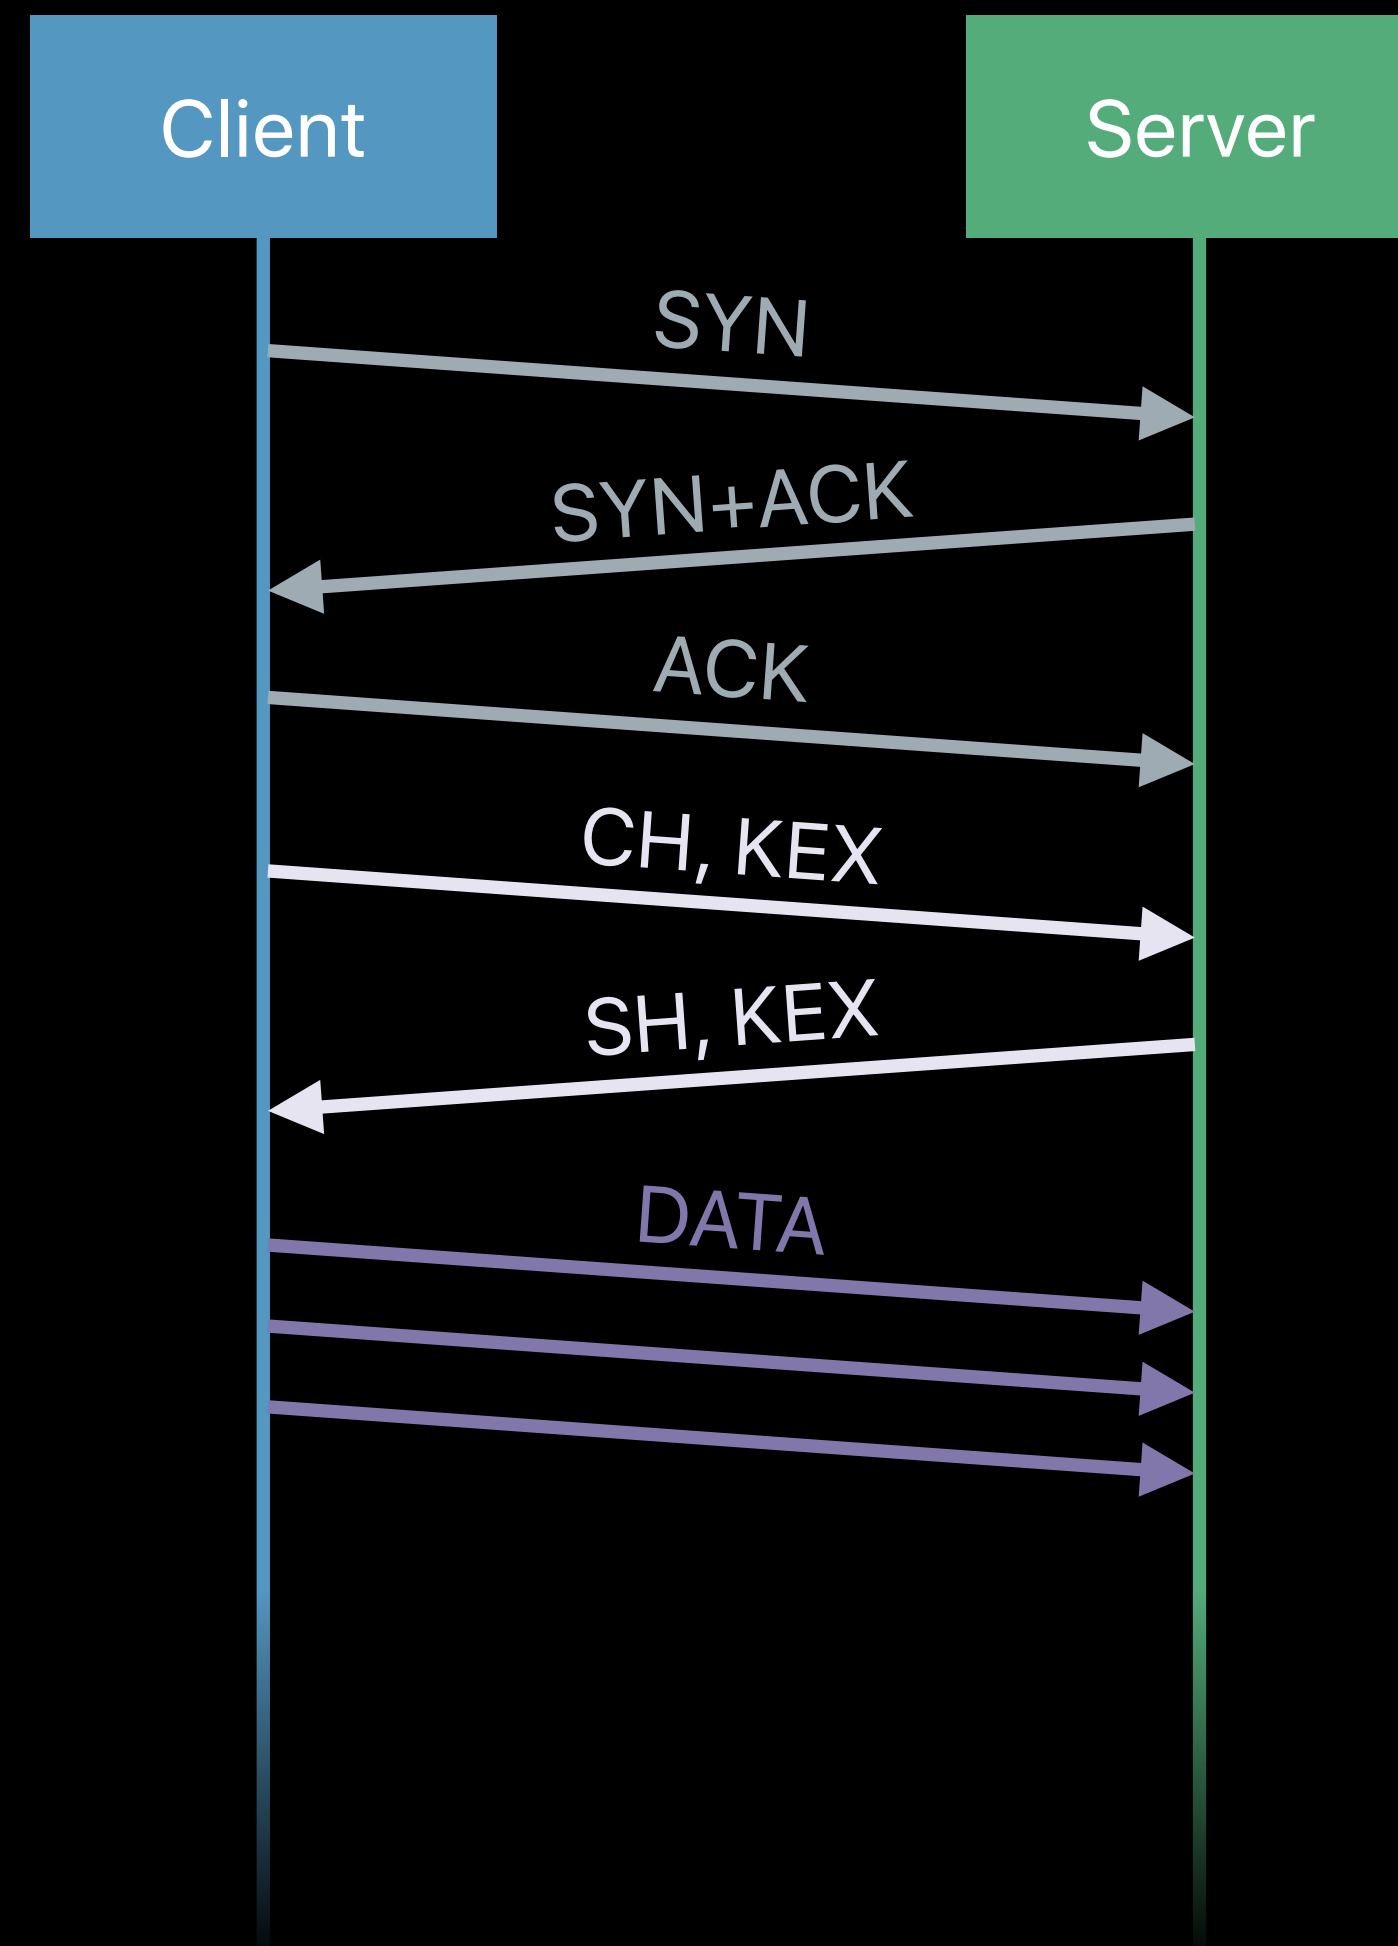 Client
Server
SYN
SYN+ACK
ACK
CH, KEX
SH, KEX
DATA